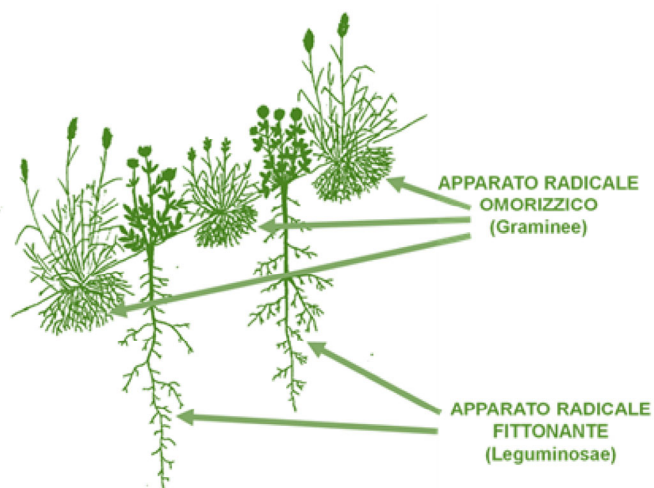 APPARATO RADICALE
OMORIZZICO
(Graminee)
APPARATO RADICALE
FITTONANTE
(Leguminosae)